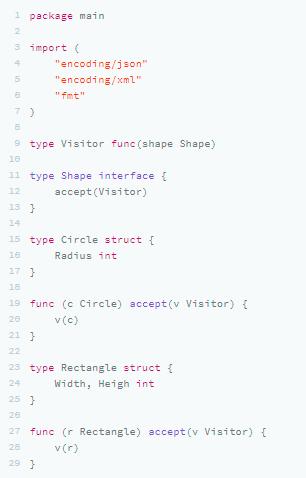 1 package main
2
3 import (
4     "encoding/json"
5     "encoding/xml"
6     "fmt"
7 )
8
9 type Visitor func(shape Shape)
10
11 type Shape interface {
12     accept(Visitor)
13 }
14
15 type Circle struct {
16     Radius int
17 }
18
19 func (c Circle) accept(v Visitor) {
20     v(c)
21 }
22
23 type Rectangle struct {
24     Width, Heigh int
25 }
26
27 func (r Rectangle) accept(v Visitor) {
28     v(r)
29 }